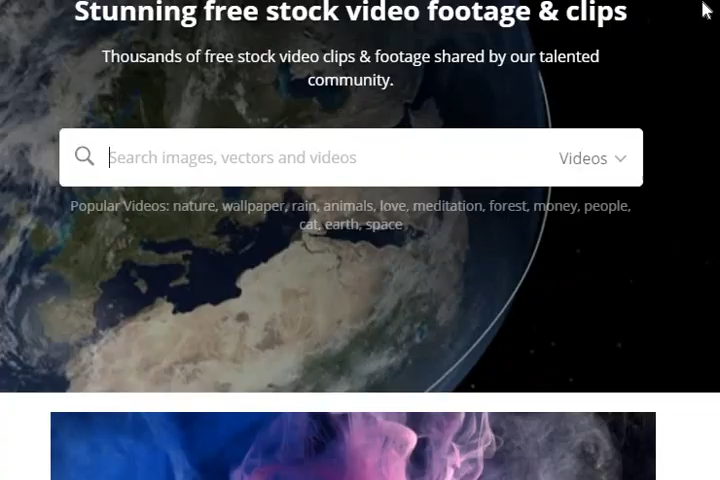 Stunning free stock video footage & clips
Thousands of free stock video clips & footage shared by our talented
community.
Search images, vectors and videos
Videos
Popular Videos: nature, wallpaper, rain, animals, love, meditation, forest, money, people,
cat, earth, space